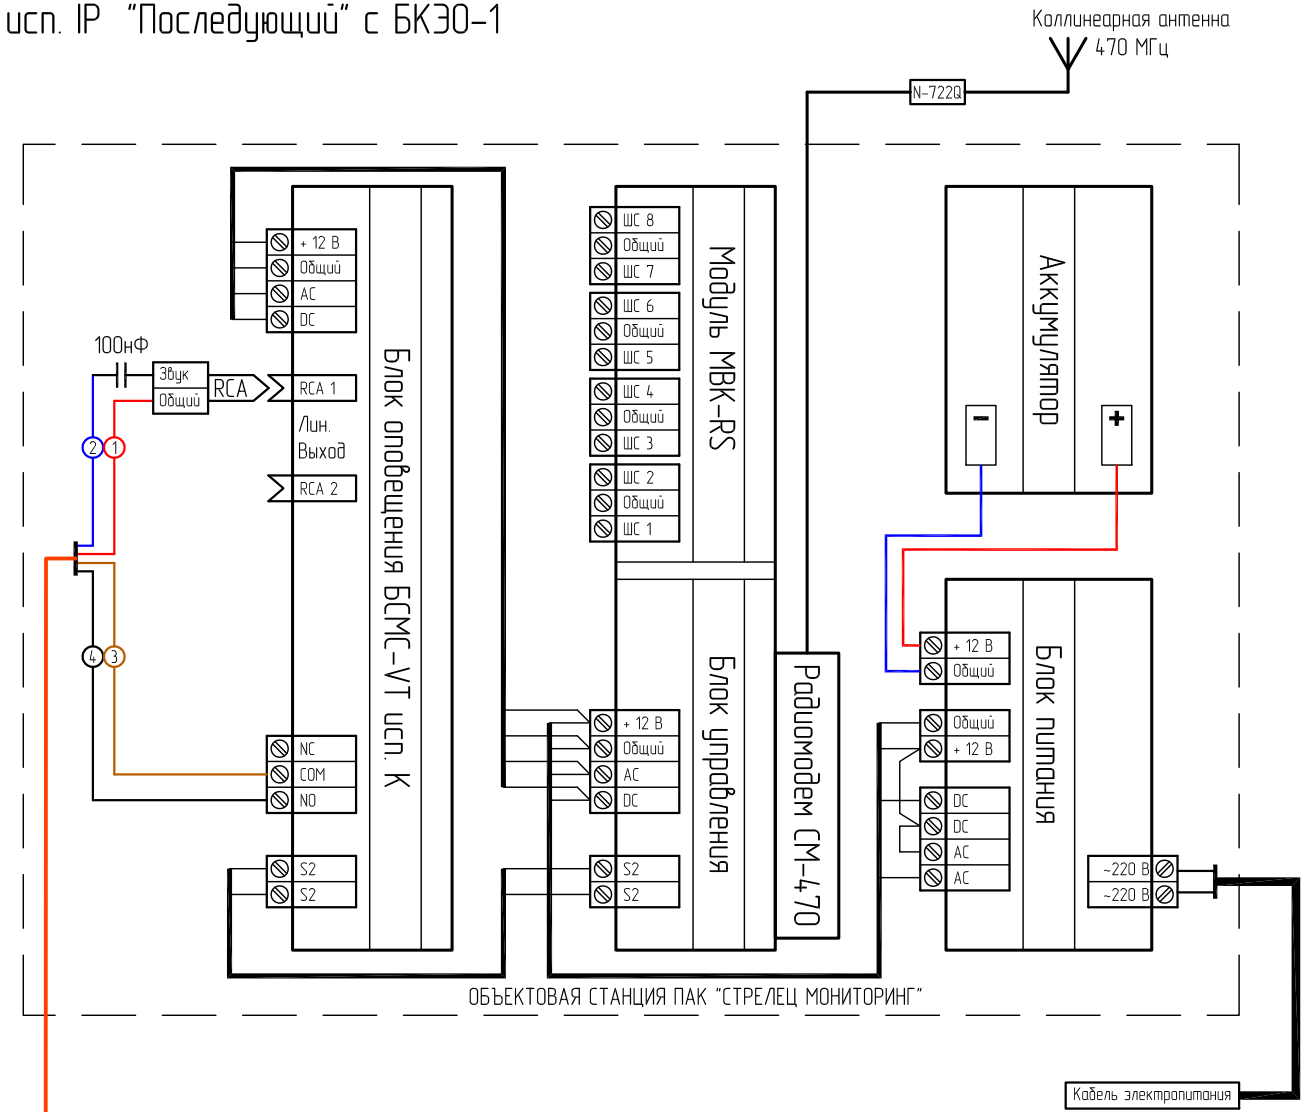 исп. IP "Последующий" с БКЭО-1
Коллинеарная антенна
470 МГц
N-722Q
+ 12 В
Общий
AC
DC
100нФ
Звук
Общий
RCA
RCA 1
Лин.
Выход
RCA 2
2
1
4
3
NC
COM
NO
S2
S2
Блок оповещения БСМС-VT исп. К
ШС 8
Общий
ШС 7
ШС 6
Общий
ШС 5
ШС 4
Общий
ШС 3
ШС 2
Общий
ШС 1
Модуль МВК-RS
+ 12 В
Общий
AC
DC
S2
S2
Блок управления
Радиомодем СМ-470
Аккумулятор
-
+
+ 12 В
Общий
Общий
+ 12 В
DC
DC
AC
AC
Блок питания
~220 В
~220 В
ОБЪЕКТОВАЯ СТАНЦИЯ ПАК "СТРЕЛЕЦ МОНИТОРИНГ"
Кабель электропитания